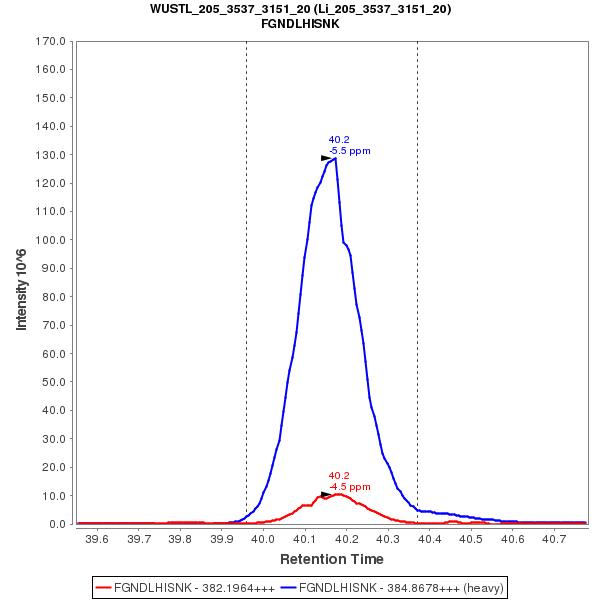 WUSTL_205_3537_3151_20 (Li_205_3537_3151_20)
FGNDLHISNK
170.0
160.0
150.0
140.0
130.0
120.0
110.0
100.0
90.0
80.0
70.0
60.0
50.0
40.0
30.0
20.0
10.0
0.0
Intensity 10^6
40.2
-5.5 ppm
40.2
-4.5 ppm
39.6 39.7 39.8 39.9 40.0 40.1 40.2 40.3 40.4 40.5 40.6 40.7
Retention Time
FGNDLHISNK - 382.1964+++ FGNDLHISNK - 384.8678+++ (heavy)